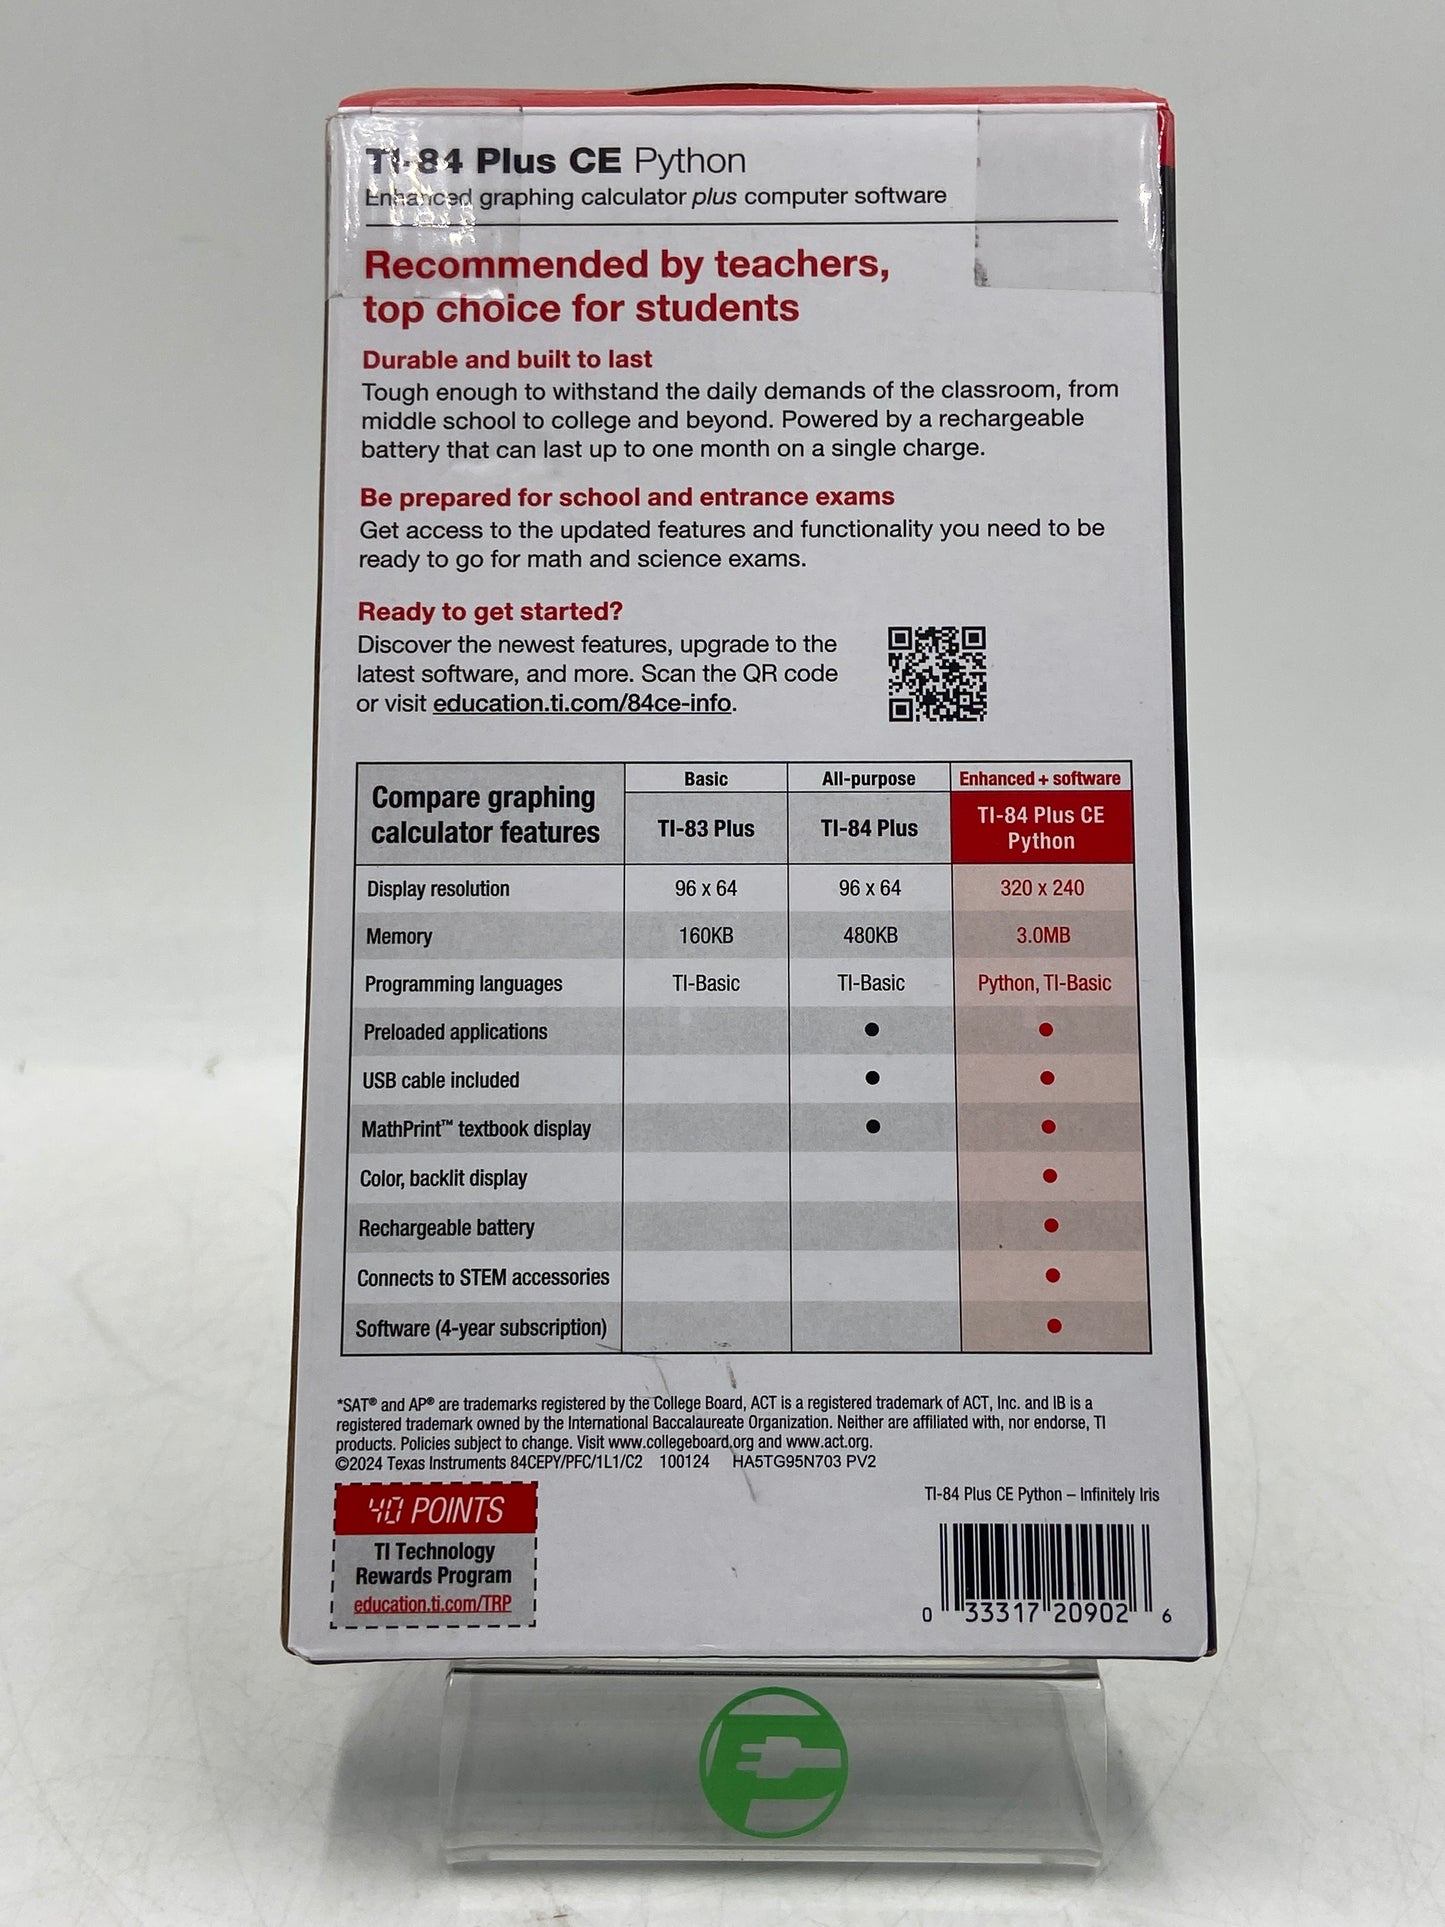 TI-84 Plus CE Python
Enhanced graphing calculator plus computer software
Recommended by teachers,
top choice for students
Durable and built to last
Tough enough to withstand the daily demands of the classroom, from
middle school to college and beyond. Powered by a rechargeable
battery that can last up to one month on a single charge.
Be prepared for school and entrance exams
Get access to the updated features and functionality you need to be
ready to go for math and science exams.
Ready to get started?
Discover the newest features, upgrade to the
latest software, and more. Scan the QR code
or visit education.ti.com/84ce-info.
Compare graphing
calculator features
Basic All-purpose Enhanced + software
TI-83 Plus TI-84 Plus TI-84 Plus CE
Python
Display resolution 96 x 64 96 x 64 320 x 240
Memory 160KB 480KB 3.0MB
Programming languages TI-Basic TI-Basic Python, TI-Basic
Preloaded applications ● ●
USB cable included ● ●
MathPrint™ textbook display ● ●
Color, backlit display ●
Rechargeable battery ●
Connects to STEM accessories ●
Software (4-year subscription) ●
*SAT® and AP® are trademarks registered by the College Board, ACT is a registered trademark of ACT, Inc. and IB is a
registered trademark owned by the International Baccalaureate Organization. Neither are affiliated with, nor endorse, TI
products. Policies subject to change. Visit www.collegeboard.org and www.act.org.
©2024 Texas Instruments 84CEPY/PFC/1L1/C2 100124 HA5TG95N703 PV2
40 POINTS
TI Technology
Rewards Program
education.ti.com/TRP
TI-84 Plus CE Python – Infinitely Iris
0 33317 20902 6